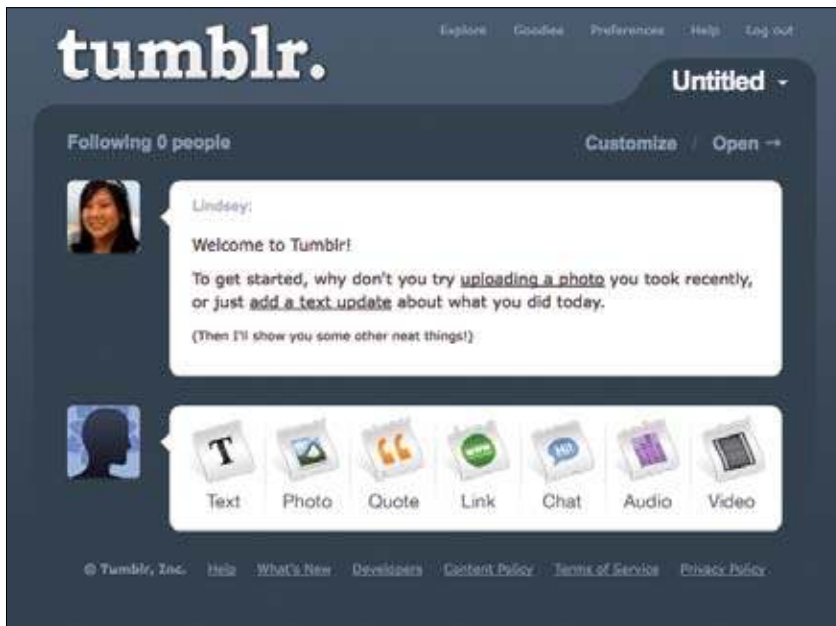 tumblr.
Explore Goodies Preferences Help Log out
Untitled
Following 0 people
Customize / Open →
Lindsey:
Welcome to Tumblr!
To get started, why don't you try uploading a photo you took recently,
or just add a text update about what you did today.
(Then I'll show you some other neat things!)
T
www
Hi!
Text Photo Quote Link Chat Audio Video
© Tumblr, Inc. Help What's New Developers Content Policy Terms of Service Privacy Policy